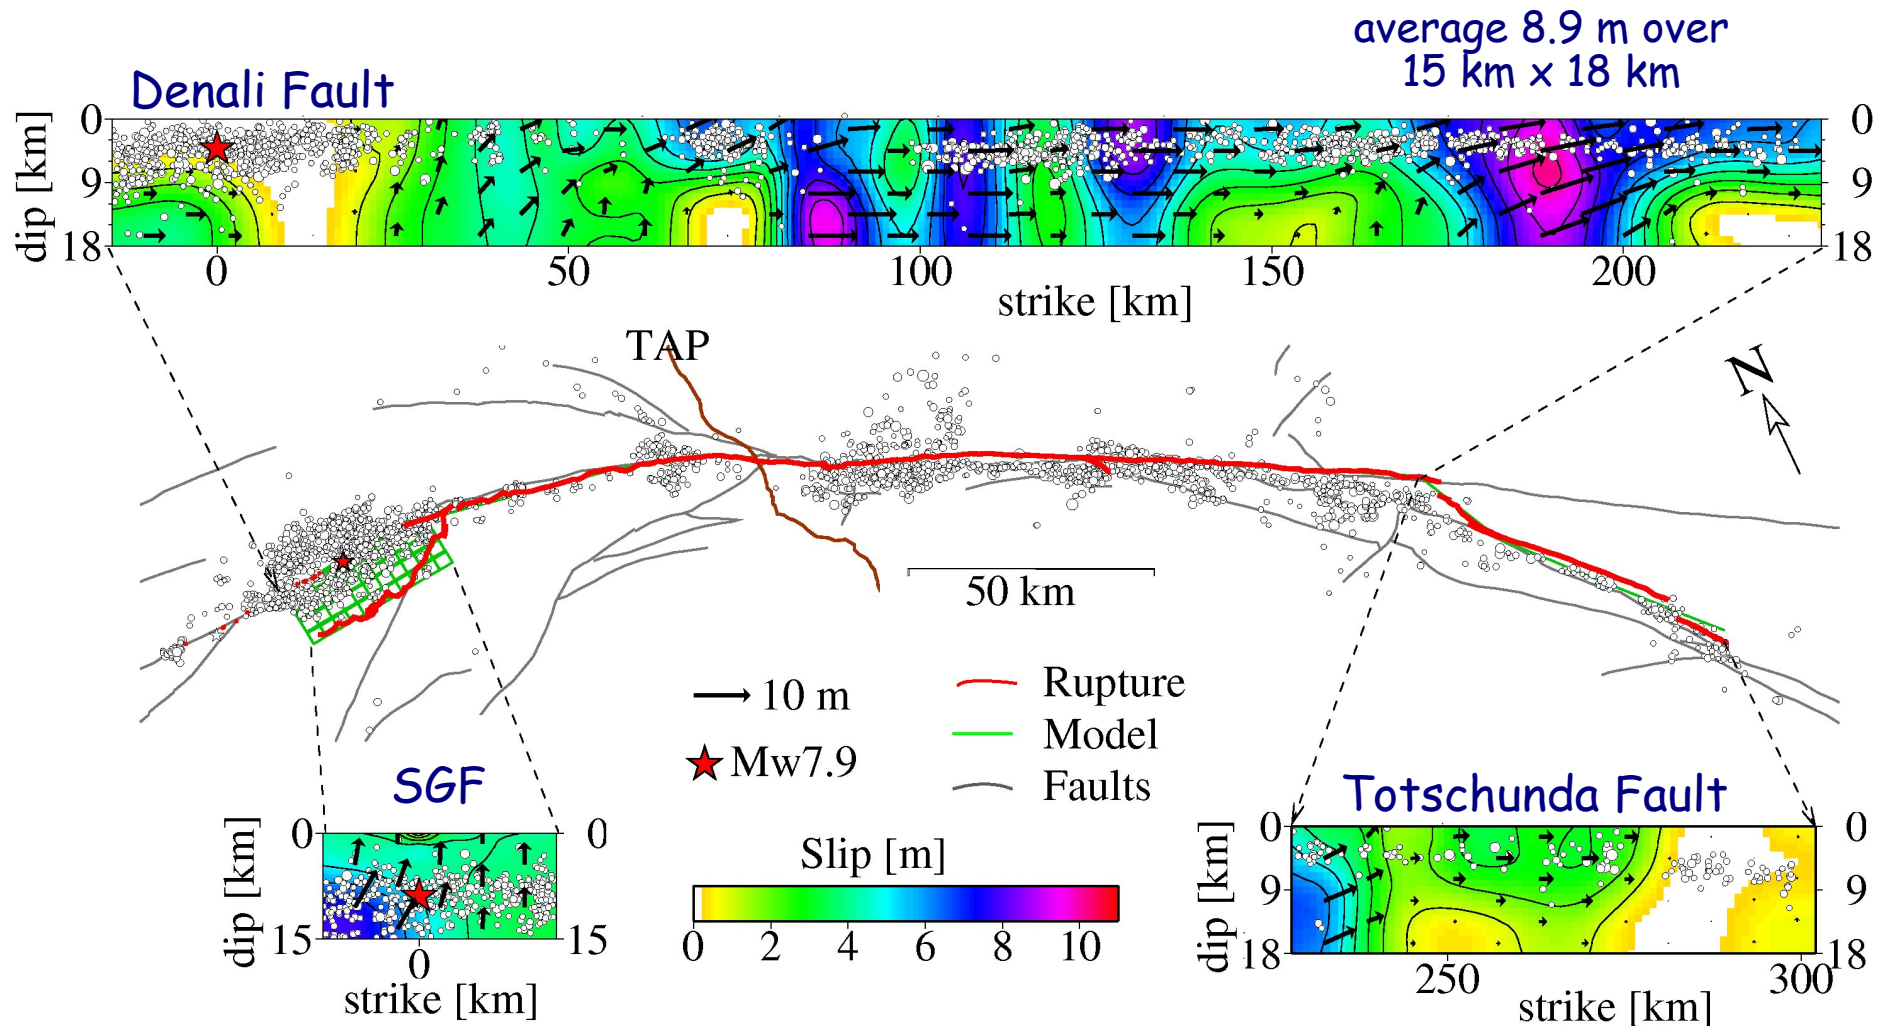 average 8.9 m over
15 km x 18 km
Denali Fault
dip [km]
0
9
18
0
9
18
0
50
100
150
200
strike [km]
TAP
N
50 km
10 m
Mw7.9
Rupture
Model
Faults
SGF
dip [km]
0
15
0
15
0
strike [km]
Slip [m]
0
2
4
6
8
10
Totschunda Fault
dip [km]
0
9
18
0
9
18
250
300
strike [km]